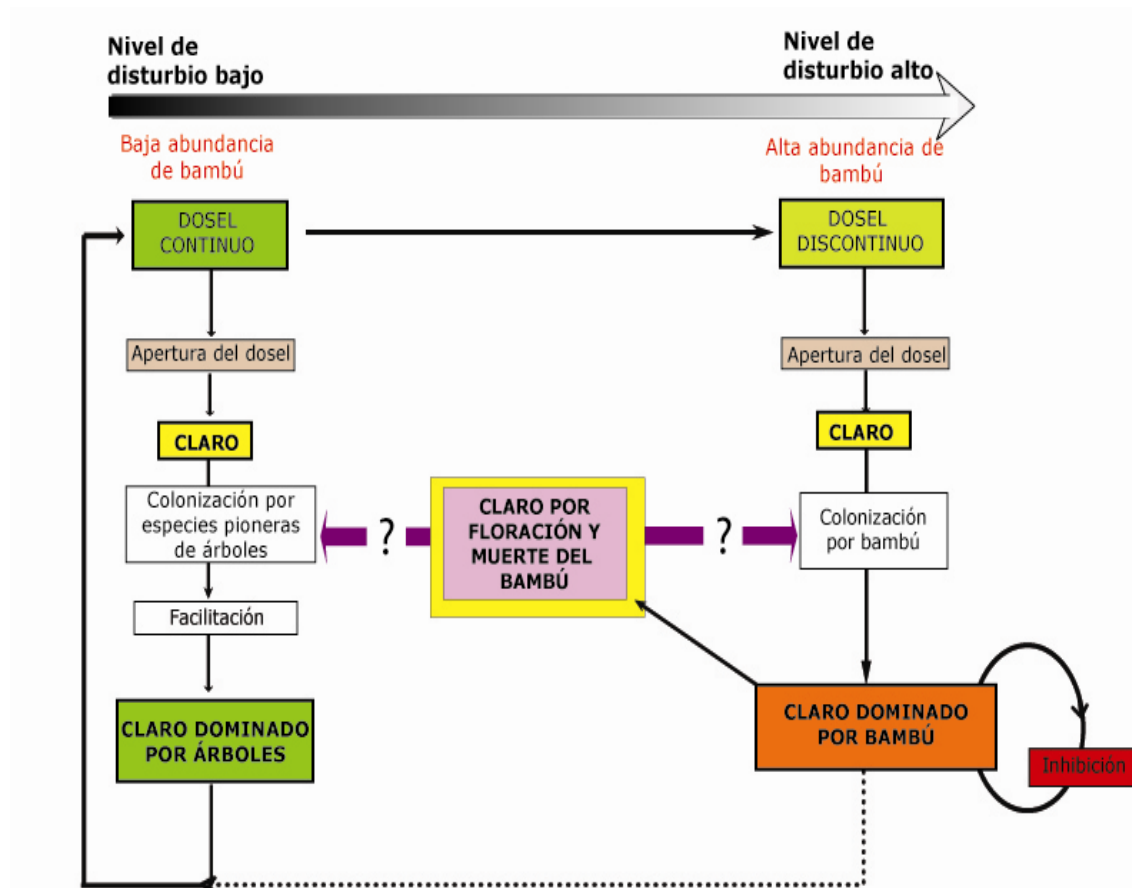 Nivel de
disturbio bajo
Nivel de
disturbio alto
Baja abundancia
de bambú
Alta abundancia de
bambú
DOSEL
CONTINUO
DOSEL
DISCONTINUO
Apertura del dosel
Apertura del dosel
CLARO
CLARO
Colonización por
especies pioneras
de árboles
?
CLARO POR
FLORACIÓN Y
MUERTE DEL
BAMBÚ
?
Colonización
por bambú
Facilitación
CLARO DOMINADO
POR ÁRBOLES
CLARO DOMINADO
POR BAMBÚ
Inhibición